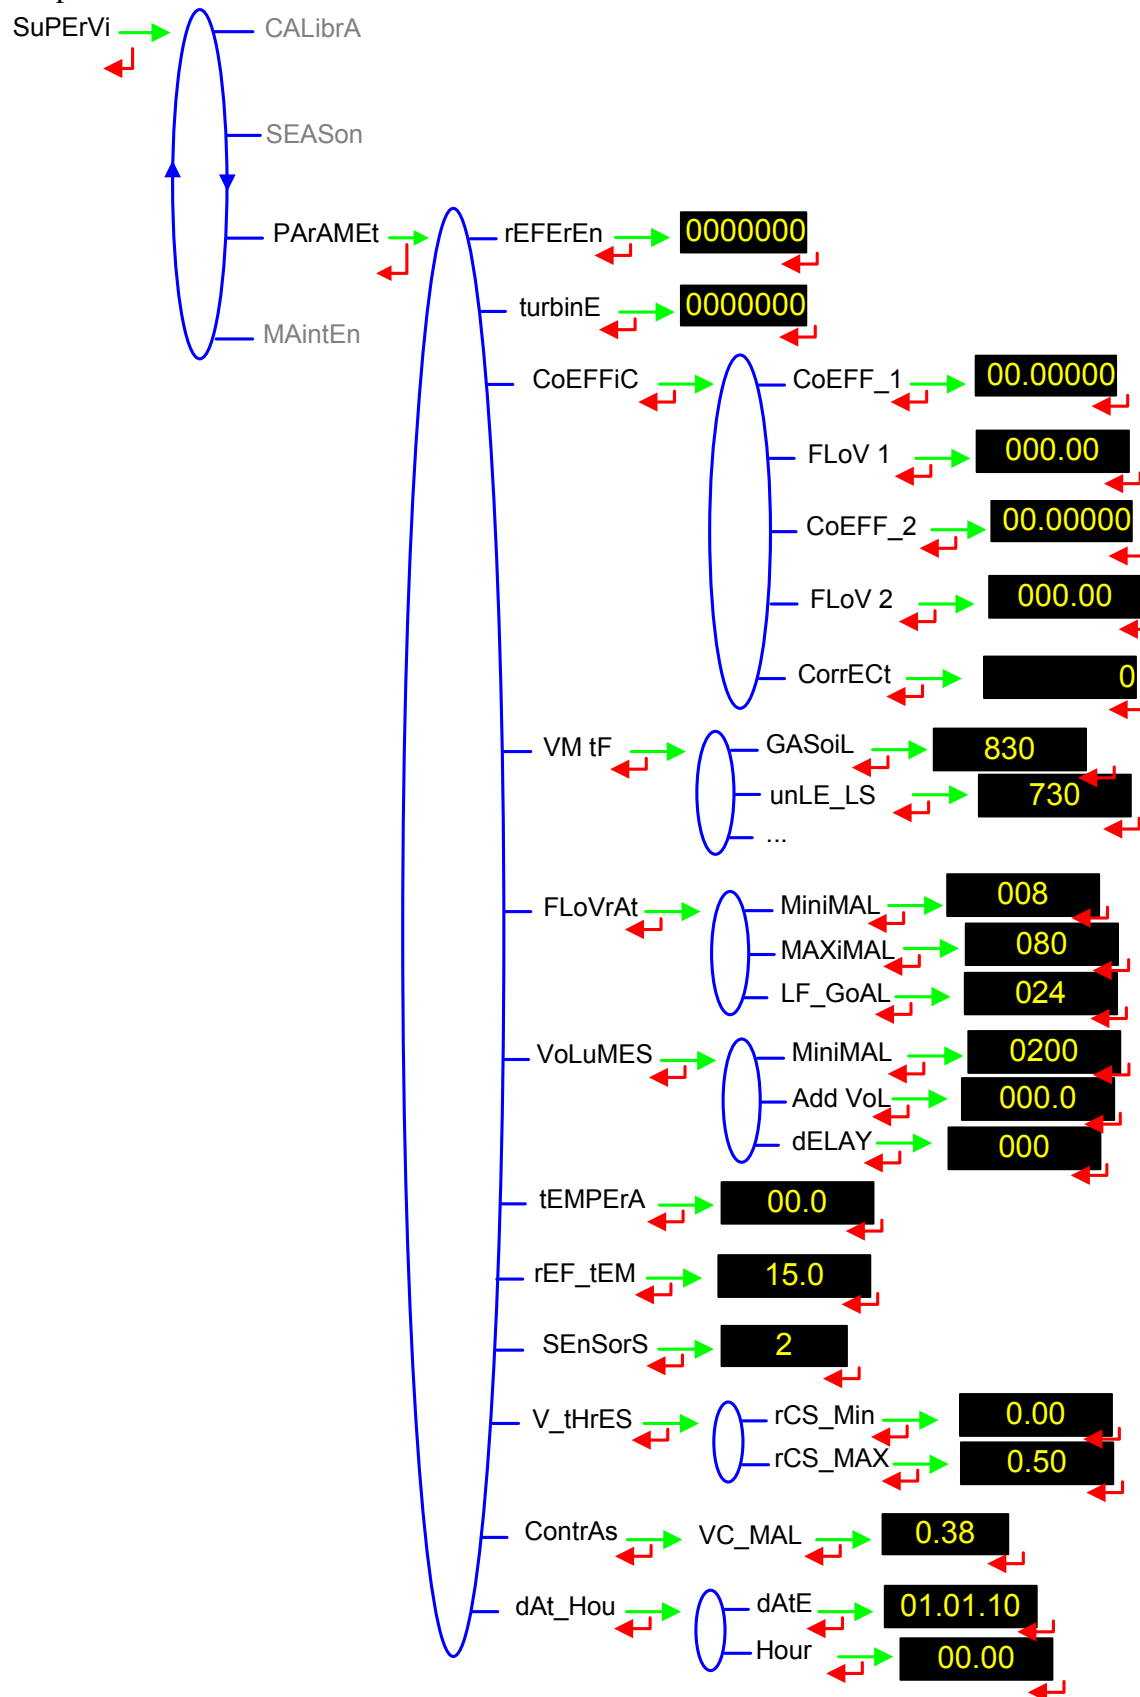 SuPErVi
CALibrA
SEASon
PArAMEt
rEFErEn 0000000
turbinE 0000000
MAintEn
CoEFFiC
CoEFF_1 00.00000
FLoV 1 000.00
CoEFF_2 00.00000
FLoV 2 000.00
CorrECt 0
VM tF
GASoiL 830
unLE_LS 730
...
FLoVrAt
MiniMAL 008
MAXiMAL 080
LF_GoAL 024
VoLuMES
MiniMAL 0200
Add VoL 000.0
dELAY 000
tEMPErA 00.0
rEF_tEM 15.0
SEnSorS 2
V_tHrES
rCS_Min 0.00
rCS_MAX 0.50
ContrAs VC_MAL 0.38
dAt_Hou
dAtE 01.01.10
Hour 00.00